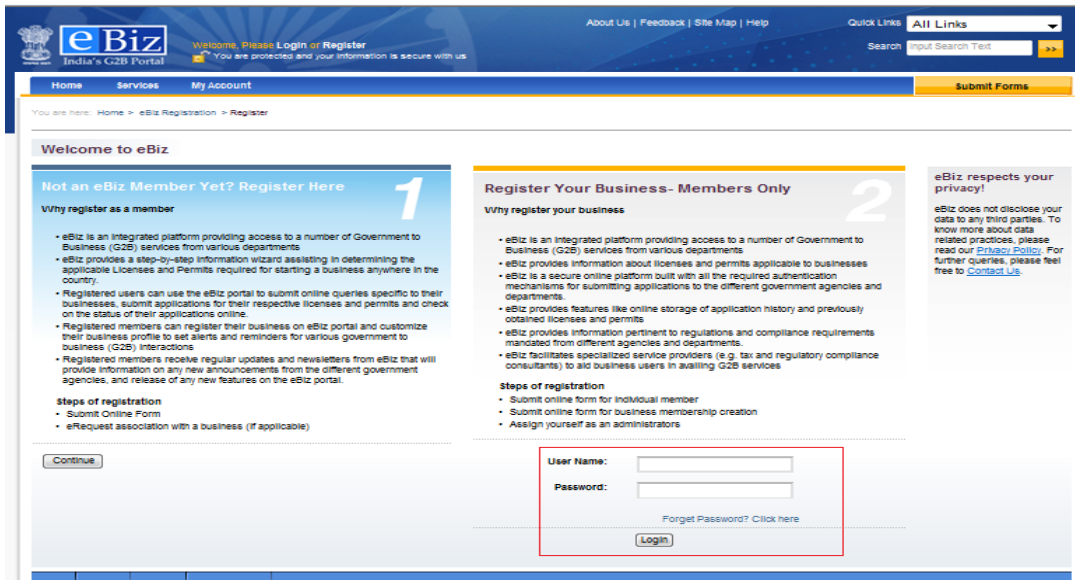 About Us | Feedback | Site Map | Help
Quick Links All Links
eBiz
India's G2B Portal
Welcome, Please Login or Register
You are protected and your information is secure with us
Search Input Search Text >>
Home Services My Account Submit Forms
You are here: Home > eBiz Registration > Register
Welcome to eBiz
Not an eBiz Member Yet? Register Here 1
Why register as a member
• eBiz is an integrated platform providing access to a number of Government to
Business (G2B) services from various departments
• eBiz provides a step-by-step information wizard assisting in determining the
applicable Licenses and Permits required for starting a business anywhere in the
country.
• Registered users can use the eBiz portal to submit online queries specific to their
businesses, submit applications for their respective licenses and permits and check
on the status of their applications online.
• Registered members can register their business on eBiz portal and customize
their business profile to set alerts and reminders for various government to
business (G2B) interactions
• Registered members receive regular updates and newsletters from eBiz that will
provide information on any new announcements from the different government
agencies, and release of any new features on the eBiz portal.
Steps of registration
• Submit Online Form
• eRequest association with a business (if applicable)
Continue
Register Your Business- Members Only 2
Why register your business
• eBiz is an integrated platform providing access to a number of Government to
Business (G2B) services from various departments
• eBiz provides information about licenses and permits applicable to businesses
• eBiz is a secure online platform built with all the required authentication
mechanisms for submitting applications to the different government agencies and
departments.
• eBiz provides features like online storage of application history and previously
obtained licenses and permits
• eBiz provides information pertinent to regulations and compliance requirements
mandated from different agencies and departments.
• eBiz facilitates specialized service providers (e.g. tax and regulatory compliance
consultants) to aid business users in availing G2B services
Steps of registration
• Submit online form for individual member
• Submit online form for business membership creation
• Assign yourself as an administrators
User Name:
Password:
Forget Password? Click here
Login
eBiz respects your
privacy!
eBiz does not disclose your
data to any third parties. To
know more about data
related practices, please
read our Privacy Policy. For
further queries, please feel
free to Contact Us.